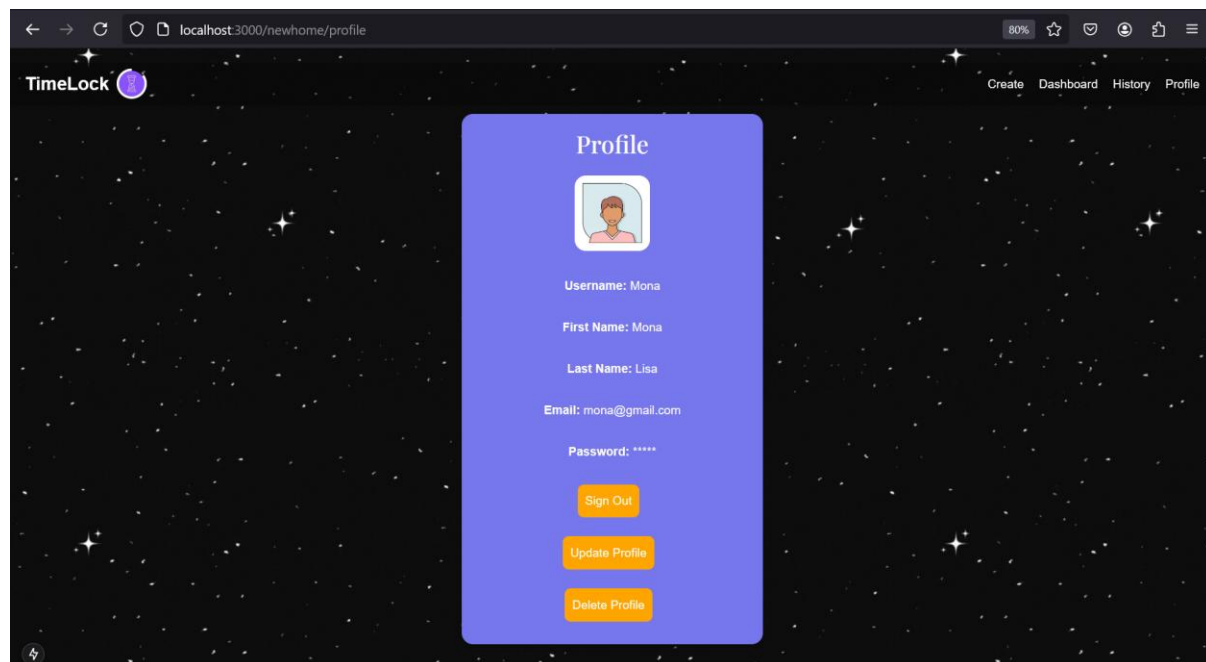 localhost:3000/newhome/profile
80%
TimeLock
Create Dashboard History Profile
Profile
Username: Mona
First Name: Mona
Last Name: Lisa
Email: mona@gmail.com
Password: *****
Sign Out
Update Profile
Delete Profile